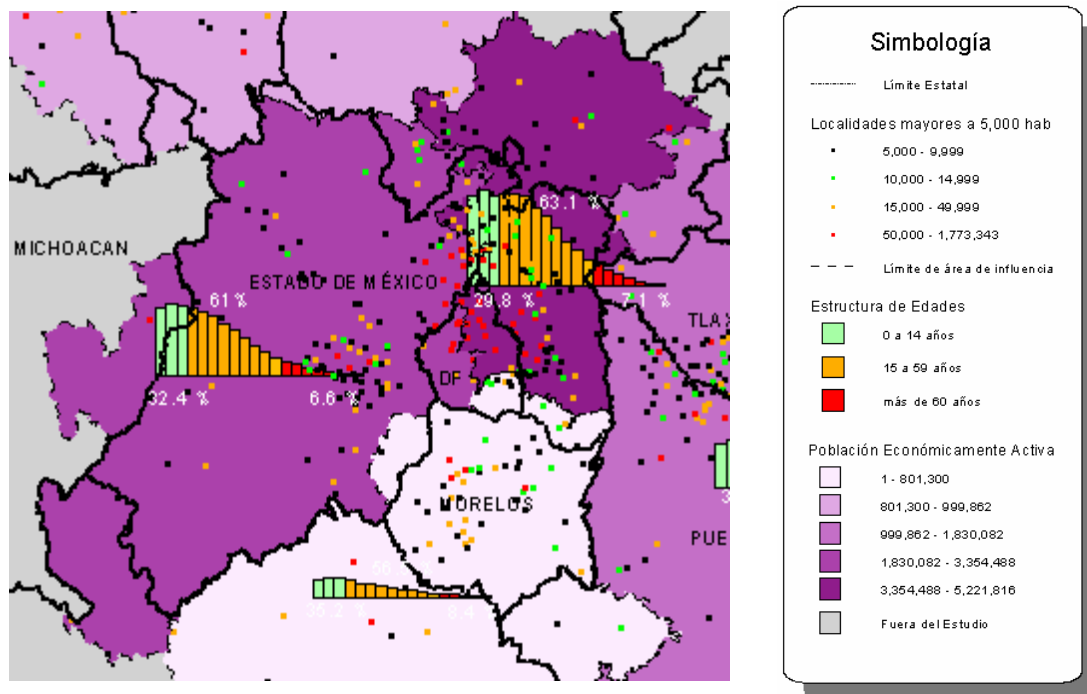 63.1 %
MICHOACAN
ESTADO DE MÉXICO
29.8 %
7.1 %
61 %
TLAX
DF
32.4 %
6.6 %
MORELOS
PUE
35.2 %
8.4
Simbología
Límite Estatal
Localidades mayores a 5,000 hab
5,000 - 9,999
10,000 - 14,999
15,000 - 49,999
50,000 - 1,773,343
Límite de área de influencia
Estructura de Edades
0 a 14 años
15 a 59 años
más de 60 años
Población Económicamente Activa
1 - 801,300
801,300 - 999,862
999,862 - 1,830,082
1,830,082 - 3,354,488
3,354,488 - 5,221,816
Fuera del Estudio